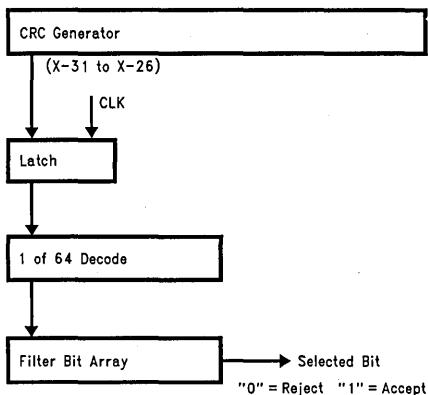 CRC Generator
(X-31 to X-26)
CLK
Latch
1 of 64 Decode
Filter Bit Array
Selected Bit
"0" = Reject "1" = Accept